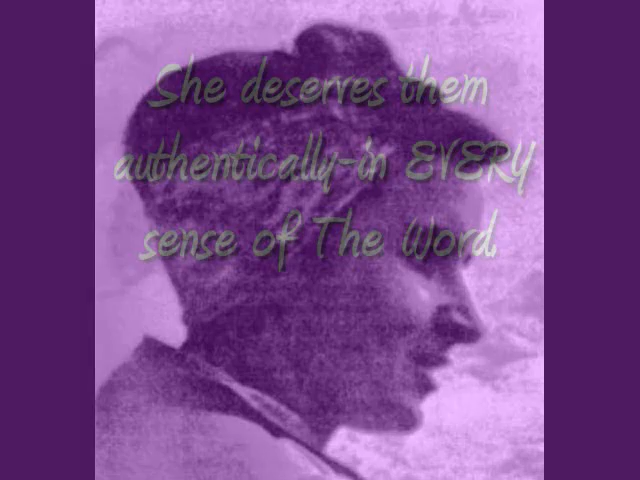 She deserves them
authentically-in EVERY
sense of The Word